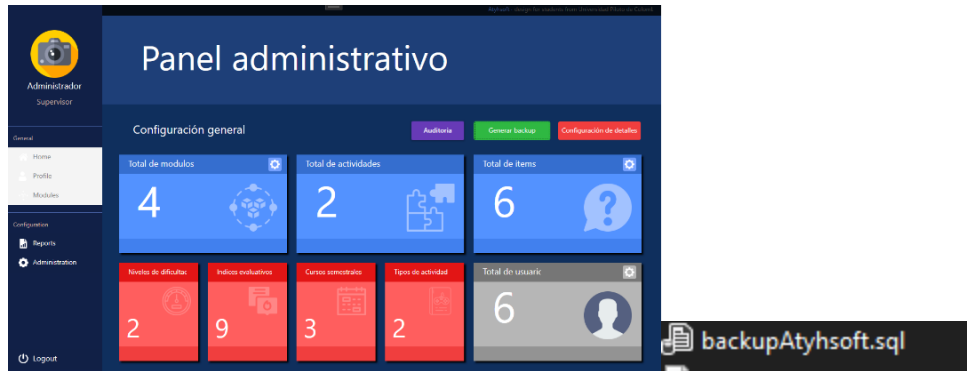 Atyhsoft
Panel administrativo
Administrador
Supervisor
Configuración general
Auditoria
Generar backup
Configuración de detalles
General
Home
Profile
Modules
Configuration
Reports
Administration
Logout
Total de modulos
4
Total de actividades
2
Total de items
6
Niveles de dificultac
2
Indices evaluativos
9
Cursos semestrales
3
Tipos de actividad
2
Total de usuaric
6
backupAtyhsoft.sql